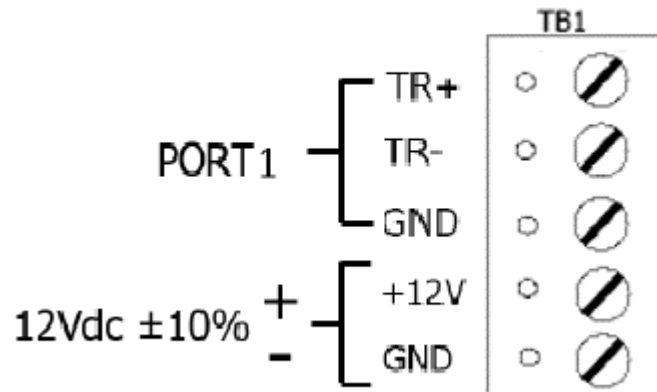 TB1
TR+
PORT1 TR-
GND
+12V
12Vdc ±10% + -
GND